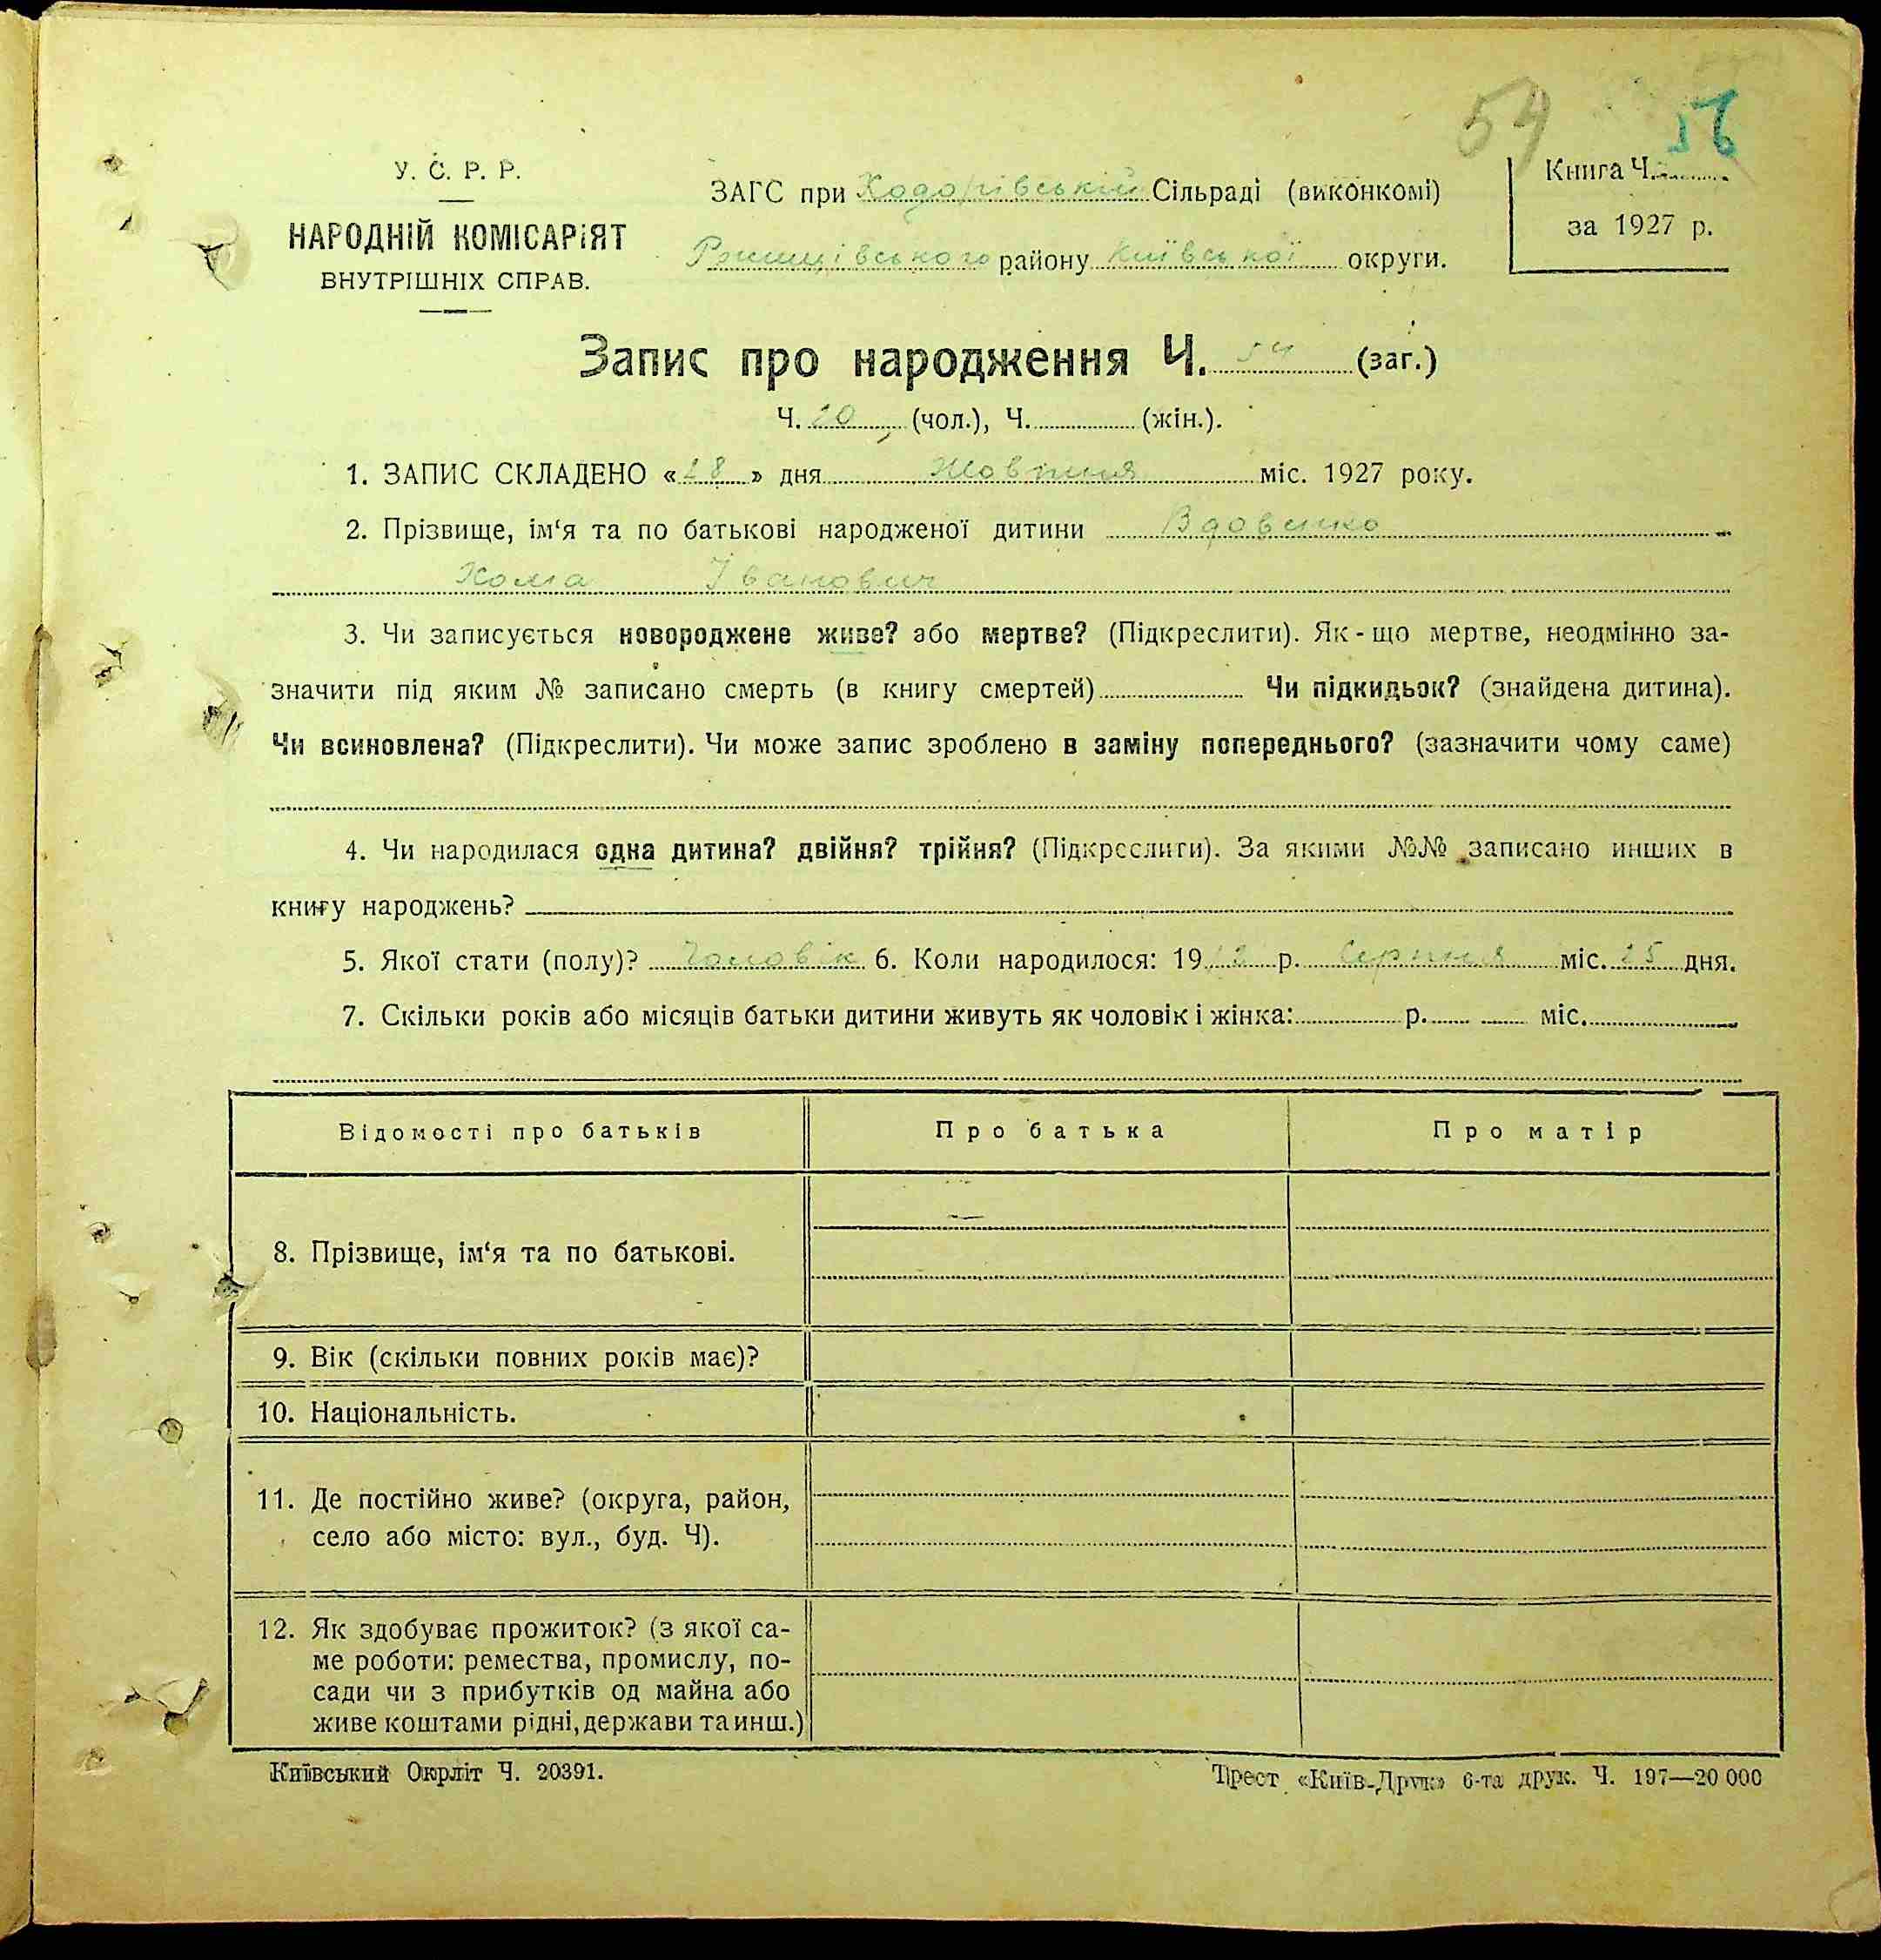 54 56
У. С. Р. Р.
НАРОДНІЙ КОМІСАРІЯТ
ВНУТРІШНІХ СПРАВ.
ЗАГС при Ходорівській Сільраді (виконкомі)
Ржищівського району Київської округи.
Книга Ч.
за 1927 р.
Запис про народження Ч. 54 (заг.)
Ч. 20 (чол.), Ч. (жін.).
1. ЗАПИС СКЛАДЕНО «28» дня Жовтня міс. 1927 року.
2. Прізвище, ім‘я та по батькові народженої дитини Вдовенко
Хома Іванович
3. Чи записується новороджене живе? або мертве? (Підкреслити). Як-що мертве, неодмінно за-
значити під яким № записано смерть (в книгу смертей) Чи підкидьок? (знайдена дитина).
Чи всиновлена? (Підкреслити). Чи може запис зроблено в заміну попереднього? (зазначити чому саме)
4. Чи народилася одна дитина? двійня? трійня? (Підкреслити). За якими №№ записано инших в
книгу народжень?
5. Якої стати (полу)? Чоловік 6. Коли народилося: 1912 р. Серпня міс. 25 дня.
7. Скільки років або місяців батьки дитини живуть як чоловік і жінка: р. міс.
Відомості про батьків Про батька Про матір
8. Прізвище, ім‘я та по батькові.
9. Вік (скільки повних років має)?
10. Національність.
11. Де постійно живе? (округа, район,
село або місто: вул., буд. Ч).
12. Як здобуває прожиток? (з якої са-
ме роботи: ремества, промислу, по-
сади чи з прибутків од майна або
живе коштами рідні, держави та инш.)
Київський Окрліт Ч. 20391.
Трест «Київ-Друк» 6-та друк. Ч. 197—20 000